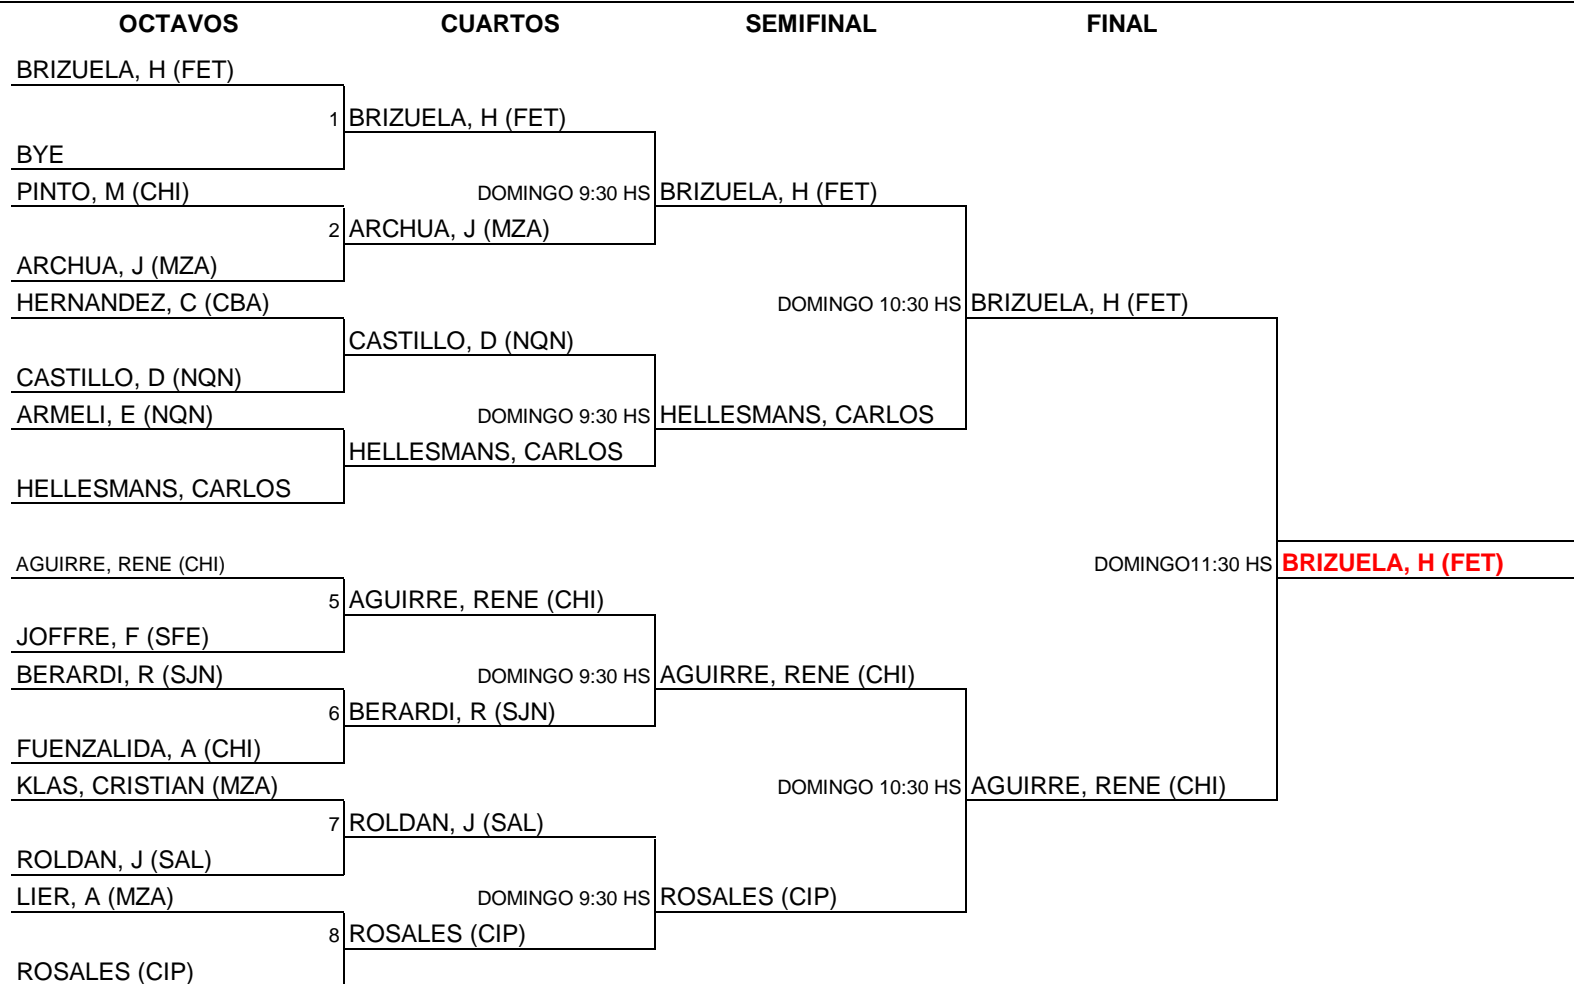 OCTAVOS CUARTOS SEMIFINAL FINAL
BRIZUELA, H (FET)
1 BRIZUELA, H (FET)
BYE
PINTO, M (CHI) DOMINGO 9:30 HS BRIZUELA, H (FET)
2 ARCHUA, J (MZA)
ARCHUA, J (MZA)
HERNANDEZ, C (CBA) DOMINGO 10:30 HS BRIZUELA, H (FET)
CASTILLO, D (NQN)
CASTILLO, D (NQN)
ARMELI, E (NQN) DOMINGO 9:30 HS HELLESMANS, CARLOS
HELLESMANS, CARLOS
HELLESMANS, CARLOS
AGUIRRE, RENE (CHI) DOMINGO11:30 HS BRIZUELA, H (FET)
5 AGUIRRE, RENE (CHI)
JOFFRE, F (SFE)
BERARDI, R (SJN) DOMINGO 9:30 HS AGUIRRE, RENE (CHI)
6 BERARDI, R (SJN)
FUENZALIDA, A (CHI)
KLAS, CRISTIAN (MZA) DOMINGO 10:30 HS AGUIRRE, RENE (CHI)
7 ROLDAN, J (SAL)
ROLDAN, J (SAL)
LIER, A (MZA) DOMINGO 9:30 HS ROSALES (CIP)
8 ROSALES (CIP)
ROSALES (CIP)